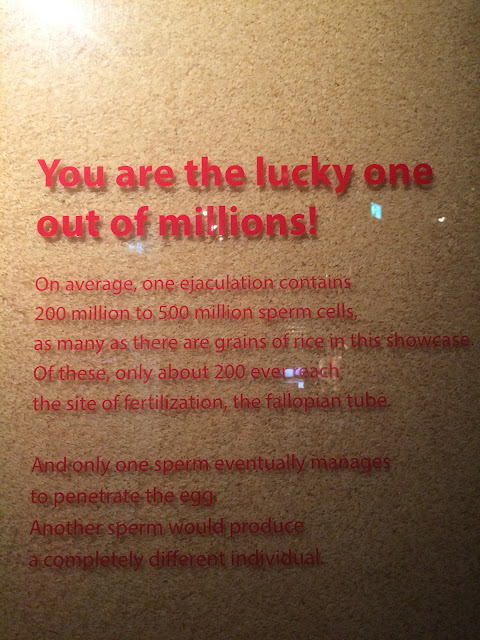 You are the lucky one
out of millions!
On average, one ejaculation contains
200 million to 500 million sperm cells,
as many as there are grains of rice in this showcase.
Of these, only about 200 ever reach
the site of fertilization, the fallopian tube.
And only one sperm eventually manages
to penetrate the egg.
Another sperm would produce
a completely different individual.